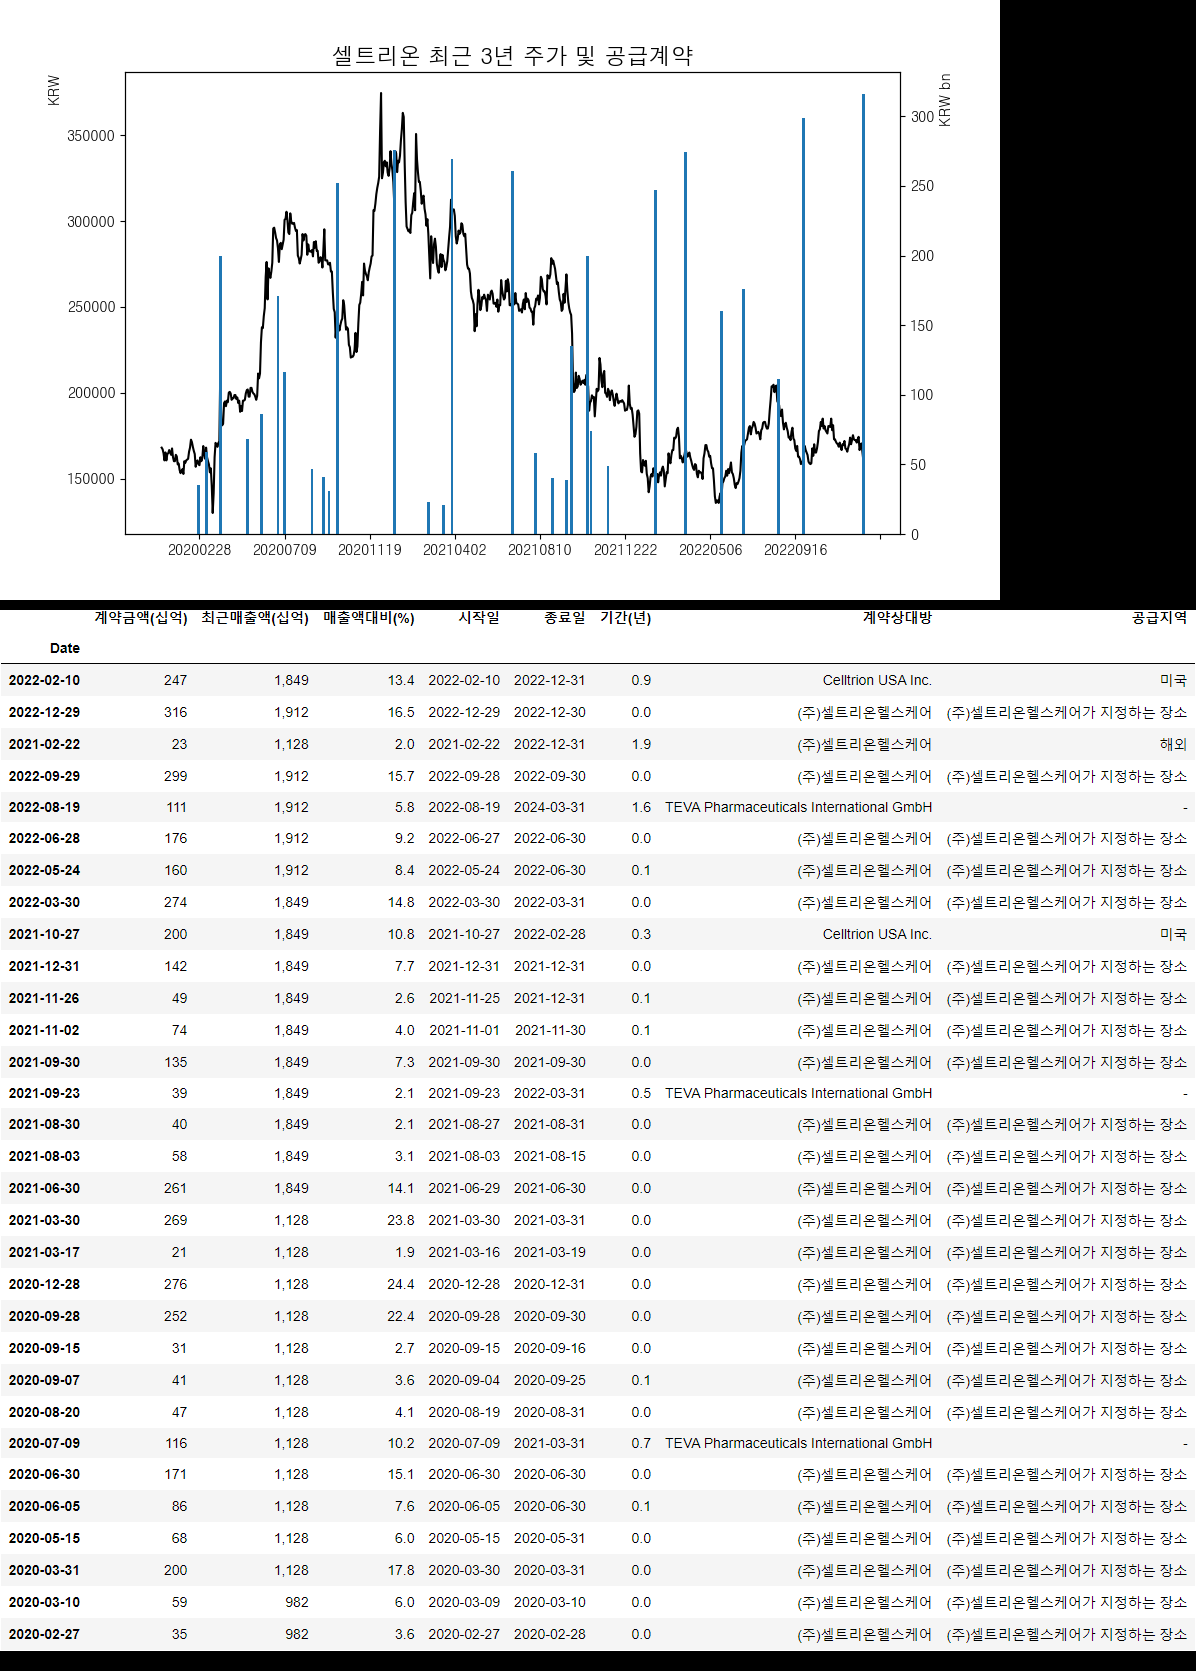 셀트리온 최근 3년 주가 및 공급계약
KRW
KRW bn
350000
300000
250000
200000
150000
300
250
200
150
100
50
0
20200228 20200709 20201119 20210402 20210810 20211222 20220506 20220916
계약금액(십억) 최근매출액(십억) 매출액대비(%) 시작일 종료일 기간(년) 계약상대방 공급지역
Date
2022-02-10 247 1,849 13.4 2022-02-10 2022-12-31 0.9 Celltrion USA Inc. 미국
2022-12-29 316 1,912 16.5 2022-12-29 2022-12-30 0.0 (주)셀트리온헬스케어 (주)셀트리온헬스케어가 지정하는 장소
2021-02-22 23 1,128 2.0 2021-02-22 2022-12-31 1.9 (주)셀트리온헬스케어 해외
2022-09-29 299 1,912 15.7 2022-09-28 2022-09-30 0.0 (주)셀트리온헬스케어 (주)셀트리온헬스케어가 지정하는 장소
2022-08-19 111 1,912 5.8 2022-08-19 2024-03-31 1.6 TEVA Pharmaceuticals International GmbH -
2022-06-28 176 1,912 9.2 2022-06-27 2022-06-30 0.0 (주)셀트리온헬스케어 (주)셀트리온헬스케어가 지정하는 장소
2022-05-24 160 1,912 8.4 2022-05-24 2022-06-30 0.1 (주)셀트리온헬스케어 (주)셀트리온헬스케어가 지정하는 장소
2022-03-30 274 1,849 14.8 2022-03-30 2022-03-31 0.0 (주)셀트리온헬스케어 (주)셀트리온헬스케어가 지정하는 장소
2021-10-27 200 1,849 10.8 2021-10-27 2022-02-28 0.3 Celltrion USA Inc. 미국
2021-12-31 142 1,849 7.7 2021-12-31 2021-12-31 0.0 (주)셀트리온헬스케어 (주)셀트리온헬스케어가 지정하는 장소
2021-11-26 49 1,849 2.6 2021-11-25 2021-12-31 0.1 (주)셀트리온헬스케어 (주)셀트리온헬스케어가 지정하는 장소
2021-11-02 74 1,849 4.0 2021-11-01 2021-11-30 0.1 (주)셀트리온헬스케어 (주)셀트리온헬스케어가 지정하는 장소
2021-09-30 135 1,849 7.3 2021-09-30 2021-09-30 0.0 (주)셀트리온헬스케어 (주)셀트리온헬스케어가 지정하는 장소
2021-09-23 39 1,849 2.1 2021-09-23 2022-03-31 0.5 TEVA Pharmaceuticals International GmbH -
2021-08-30 40 1,849 2.1 2021-08-27 2021-08-31 0.0 (주)셀트리온헬스케어 (주)셀트리온헬스케어가 지정하는 장소
2021-08-03 58 1,849 3.1 2021-08-03 2021-08-15 0.0 (주)셀트리온헬스케어 (주)셀트리온헬스케어가 지정하는 장소
2021-06-30 261 1,849 14.1 2021-06-29 2021-06-30 0.0 (주)셀트리온헬스케어 (주)셀트리온헬스케어가 지정하는 장소
2021-03-30 269 1,128 23.8 2021-03-30 2021-03-31 0.0 (주)셀트리온헬스케어 (주)셀트리온헬스케어가 지정하는 장소
2021-03-17 21 1,128 1.9 2021-03-16 2021-03-19 0.0 (주)셀트리온헬스케어 (주)셀트리온헬스케어가 지정하는 장소
2020-12-28 276 1,128 24.4 2020-12-28 2020-12-31 0.0 (주)셀트리온헬스케어 (주)셀트리온헬스케어가 지정하는 장소
2020-09-28 252 1,128 22.4 2020-09-28 2020-09-30 0.0 (주)셀트리온헬스케어 (주)셀트리온헬스케어가 지정하는 장소
2020-09-15 31 1,128 2.7 2020-09-15 2020-09-16 0.0 (주)셀트리온헬스케어 (주)셀트리온헬스케어가 지정하는 장소
2020-09-07 41 1,128 3.6 2020-09-04 2020-09-25 0.1 (주)셀트리온헬스케어 (주)셀트리온헬스케어가 지정하는 장소
2020-08-20 47 1,128 4.1 2020-08-19 2020-08-31 0.0 (주)셀트리온헬스케어 (주)셀트리온헬스케어가 지정하는 장소
2020-07-09 116 1,128 10.2 2020-07-09 2021-03-31 0.7 TEVA Pharmaceuticals International GmbH -
2020-06-30 171 1,128 15.1 2020-06-30 2020-06-30 0.0 (주)셀트리온헬스케어 (주)셀트리온헬스케어가 지정하는 장소
2020-06-05 86 1,128 7.6 2020-06-05 2020-06-30 0.1 (주)셀트리온헬스케어 (주)셀트리온헬스케어가 지정하는 장소
2020-05-15 68 1,128 6.0 2020-05-15 2020-05-31 0.0 (주)셀트리온헬스케어 (주)셀트리온헬스케어가 지정하는 장소
2020-03-31 200 1,128 17.8 2020-03-30 2020-03-31 0.0 (주)셀트리온헬스케어 (주)셀트리온헬스케어가 지정하는 장소
2020-03-10 59 982 6.0 2020-03-09 2020-03-10 0.0 (주)셀트리온헬스케어 (주)셀트리온헬스케어가 지정하는 장소
2020-02-27 35 982 3.6 2020-02-27 2020-02-28 0.0 (주)셀트리온헬스케어 (주)셀트리온헬스케어가 지정하는 장소